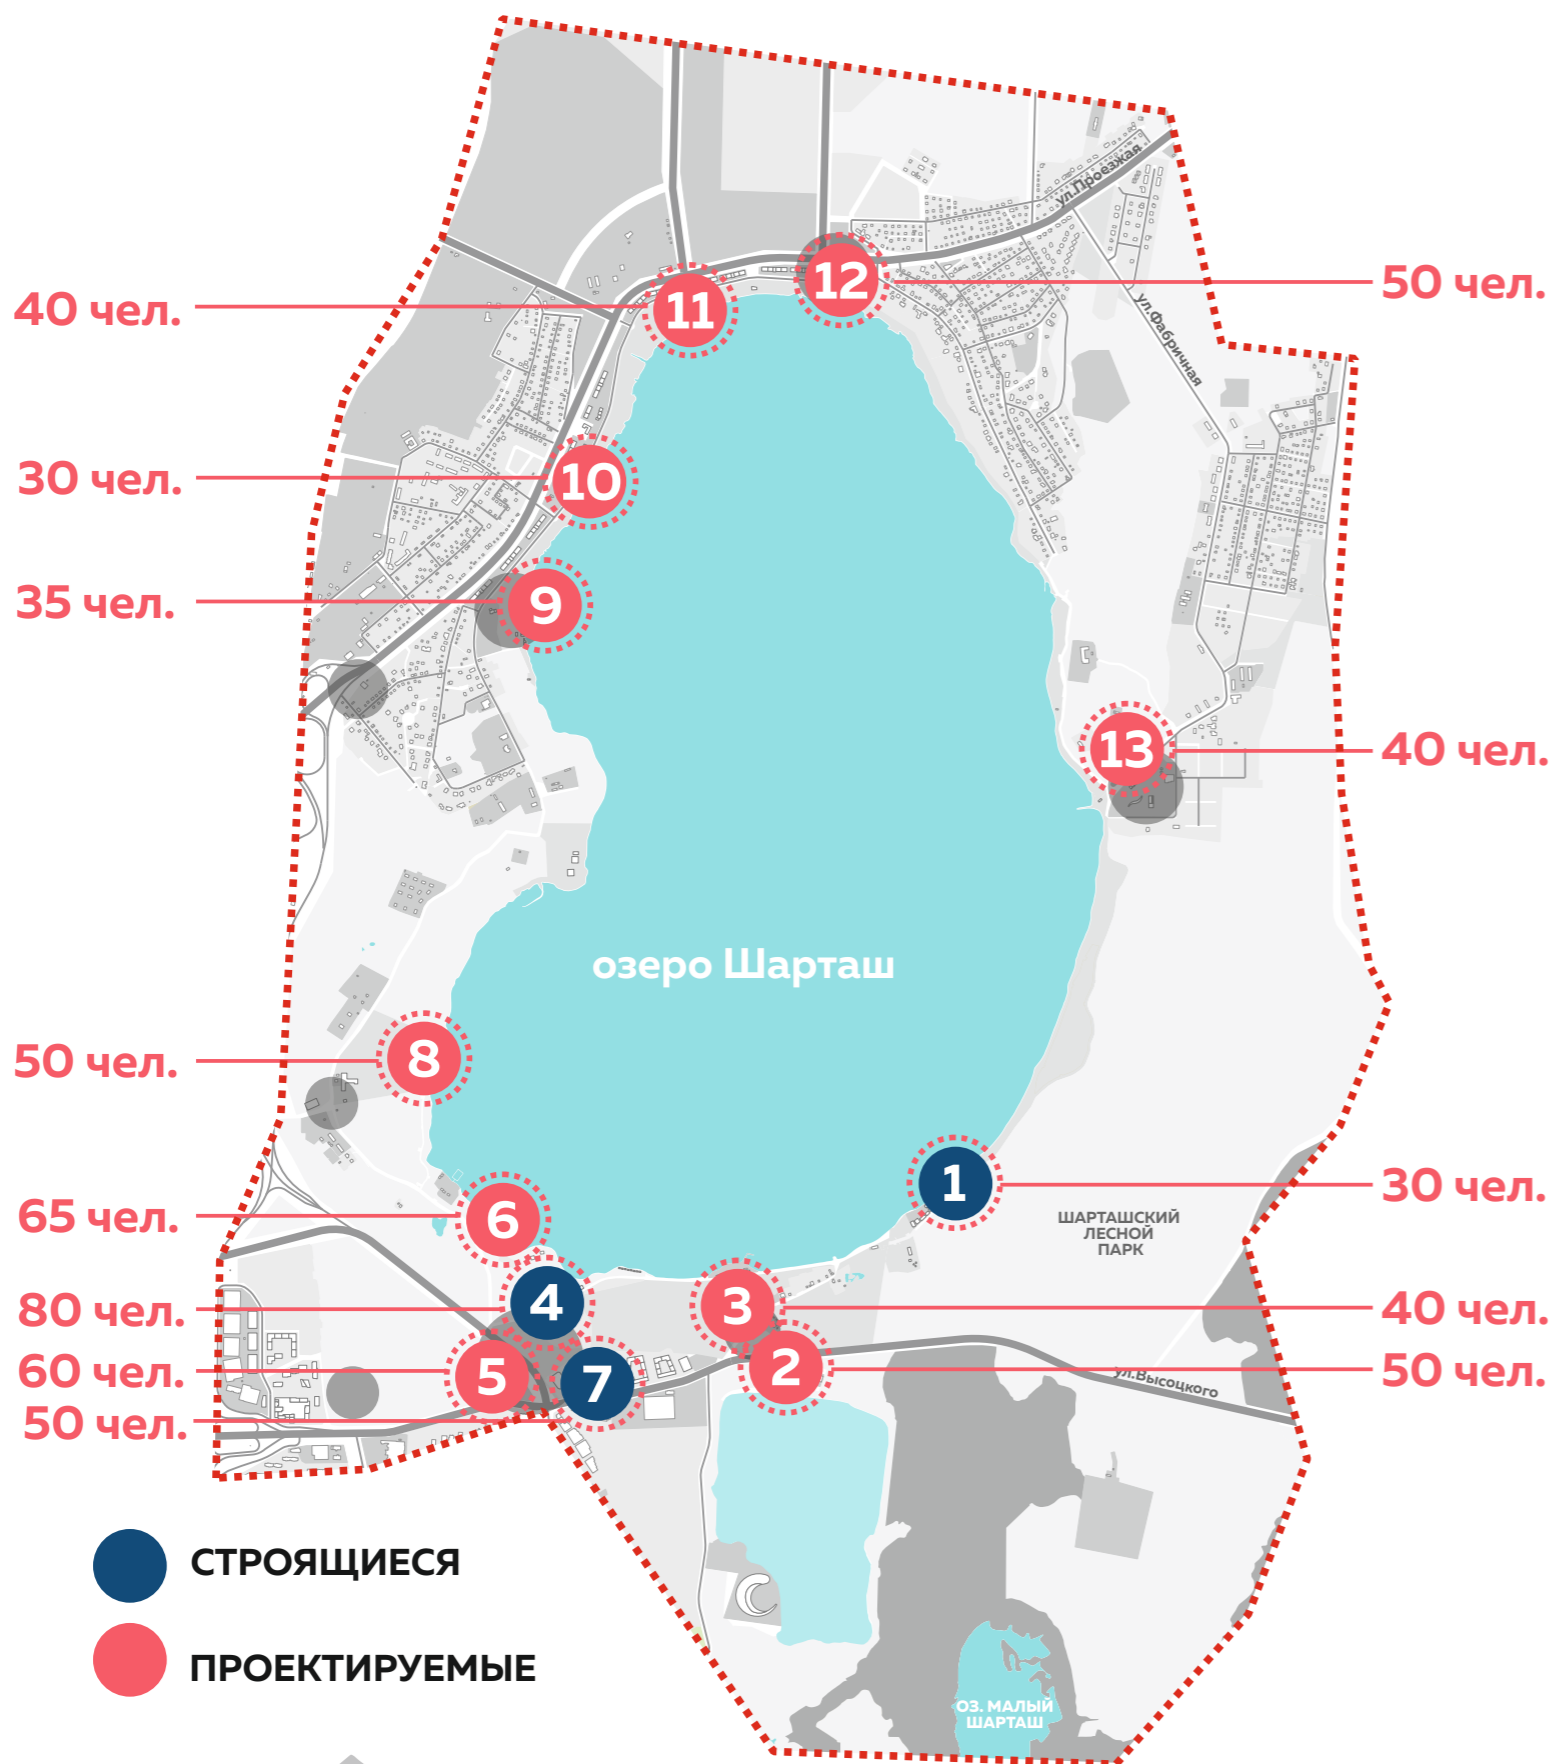 ул.Проезжая
12
50 чел.
40 чел.
11
ул.Фабричная
30 чел.
10
35 чел.
9
13
40 чел.
озеро Шарташ
50 чел.
8
1
30 чел.
65 чел.
6
ШАРТАШСКИЙ
ЛЕСНОЙ
ПАРК
80 чел.
4
3
40 чел.
60 чел.
5
7
2
50 чел.
ул.Высоцкого
50 чел.
СТРОЯЩИЕСЯ
ПРОЕКТИРУЕМЫЕ
ОЗ. МАЛЫЙ
ШАРТАШ